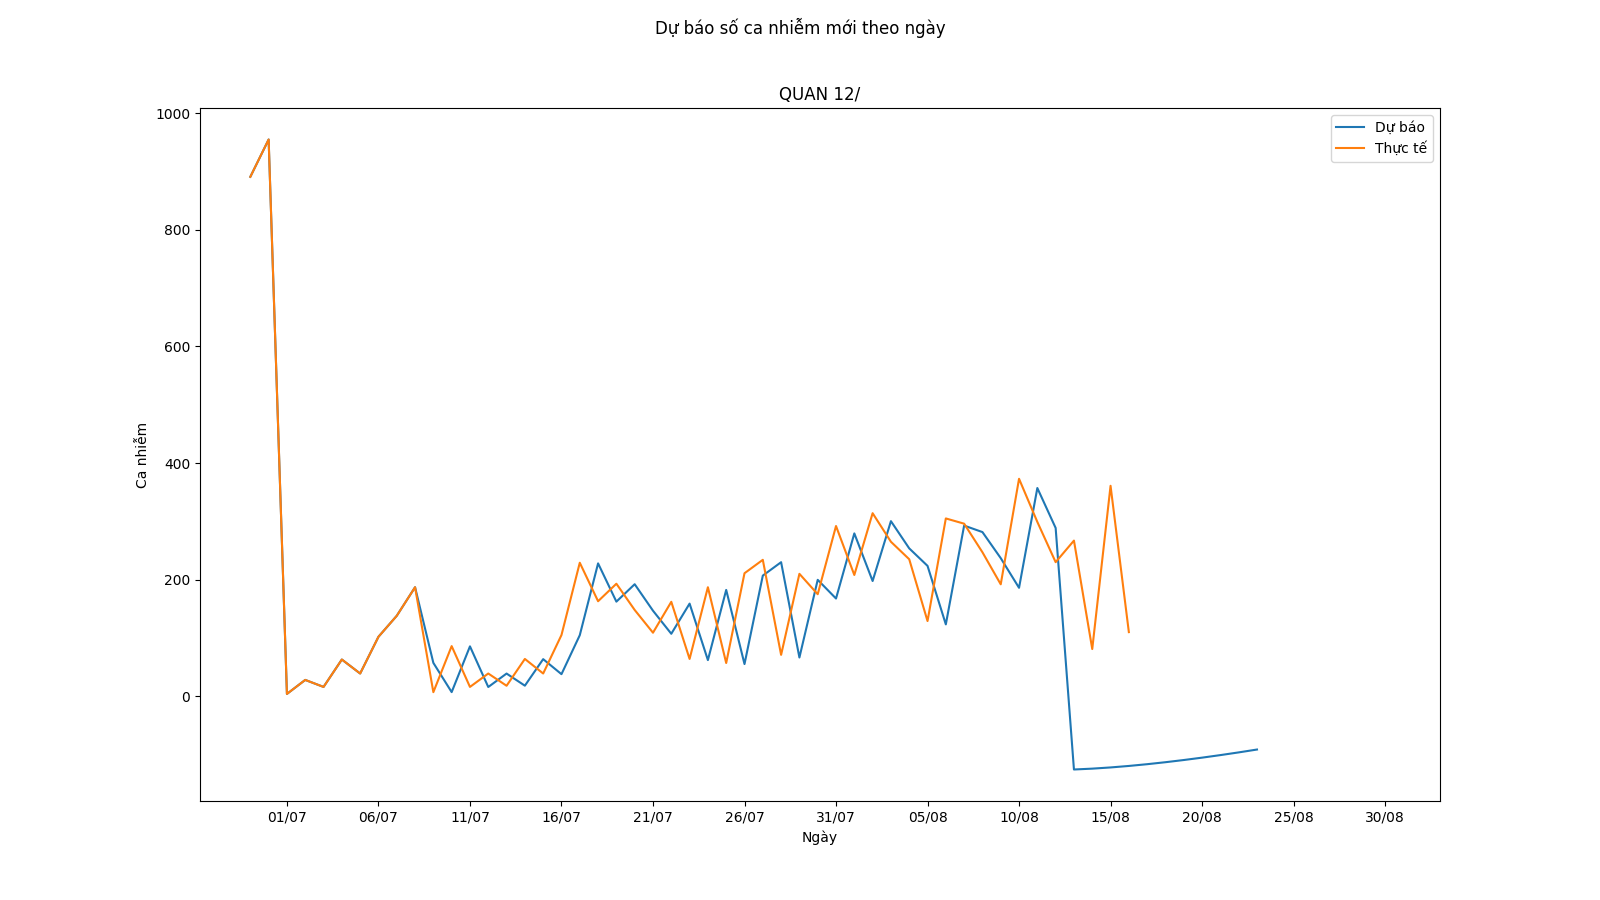 Dự báo số ca nhiễm mới theo ngày
QUAN 12/
Dự báo
Thực tế
Ca nhiễm
1000
800
600
400
200
0
01/07 06/07 11/07 16/07 21/07 26/07 31/07 05/08 10/08 15/08 20/08 25/08 30/08
Ngày